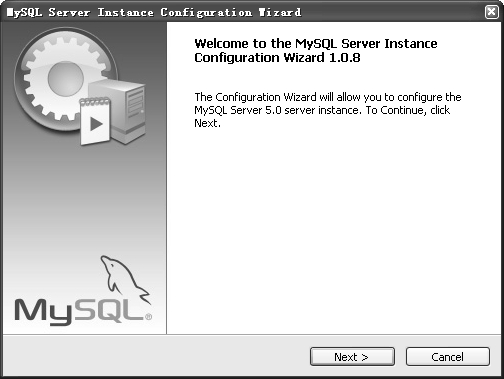 MySQL Server Instance Configuration Wizard
Welcome to the MySQL Server Instance
Configuration Wizard 1.0.8
The Configuration Wizard will allow you to configure the
MySQL Server 5.0 server instance. To Continue, click
Next.
MySQL®
Next >
Cancel